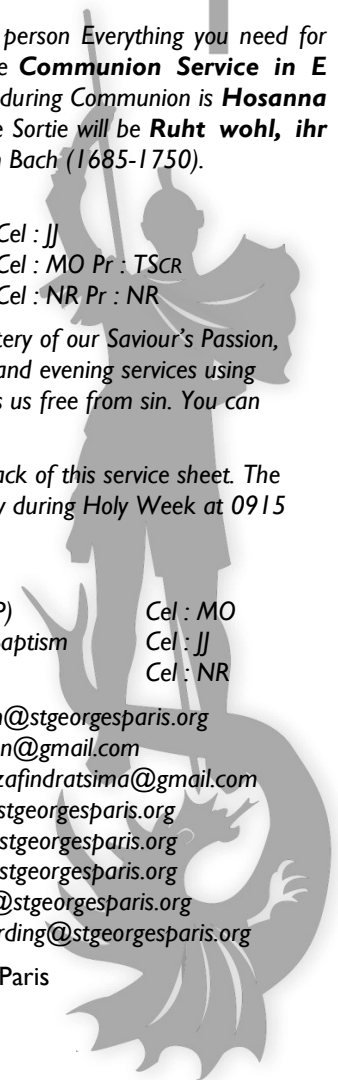 person Everything you need for
e Communion Service in E
during Communion is Hosanna
e Sortie will be Ruht wohl, ihr
n Bach (1685-1750).
Cel : JJ
Cel : MO Pr : TSCR
Cel : NR Pr : NR
tery of our Saviour's Passion,
and evening services using
s us free from sin. You can
ack of this service sheet. The
y during Holy Week at 0915
P) Cel : MO
Baptism Cel : JJ
Cel : NR
n@stgeorgesparis.org
n@gmail.com
zafindratsima@gmail.com
stgeorgesparis.org
stgeorgesparis.org
stgeorgesparis.org
@stgeorgesparis.org
rding@stgeorgesparis.org
Paris